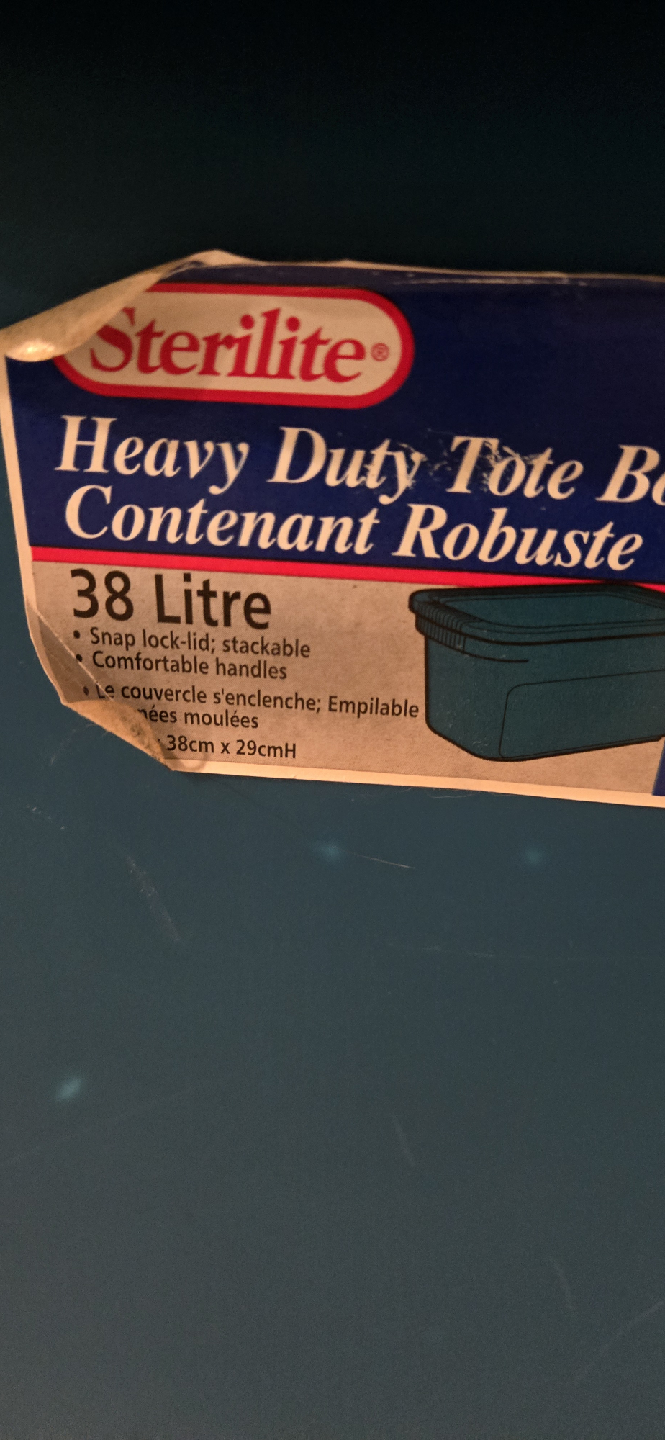 Sterilite®
Heavy Duty Tote
Contenant Robuste
38 Litre
• Snap lock-lid; stackable
• Comfortable handles
• Le couvercle s'enclenche; Empilable
moulées
38cm x 29cmH